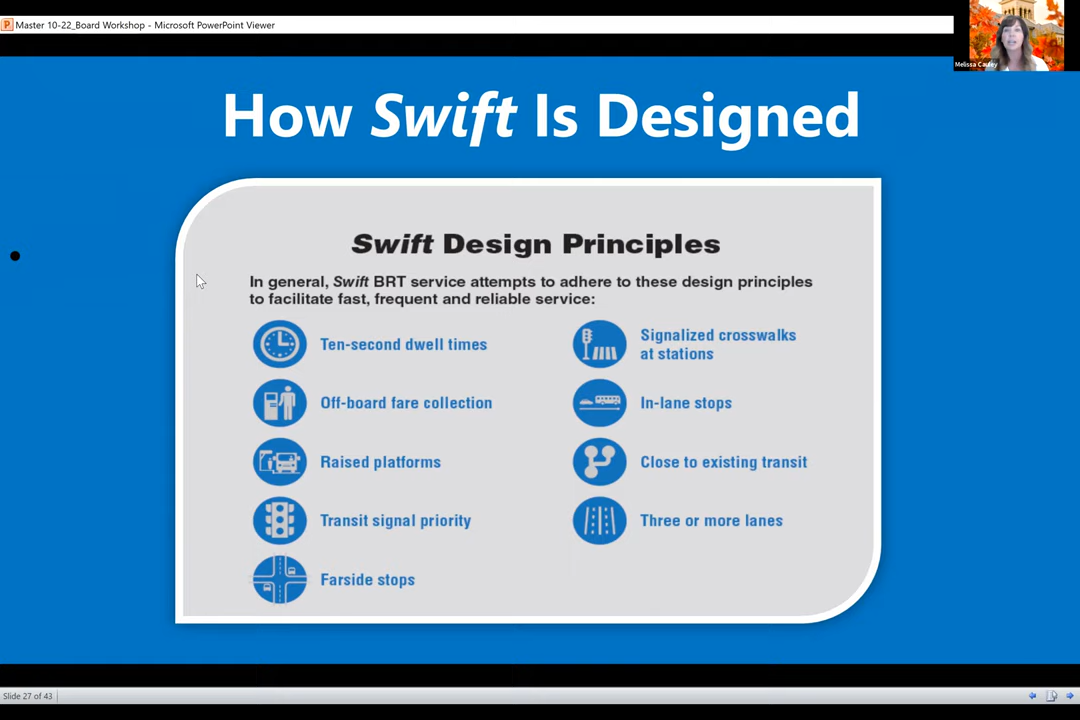 Master 10-22_Board Workshop - Microsoft PowerPoint Viewer
Melissa Cauley
How Swift Is Designed
Swift Design Principles
In general, Swift BRT service attempts to adhere to these design principles
to facilitate fast, frequent and reliable service:
Ten-second dwell times
Off-board fare collection
Raised platforms
Transit signal priority
Farside stops
Signalized crosswalks
at stations
In-lane stops
Close to existing transit
Three or more lanes
Slide 27 of 43